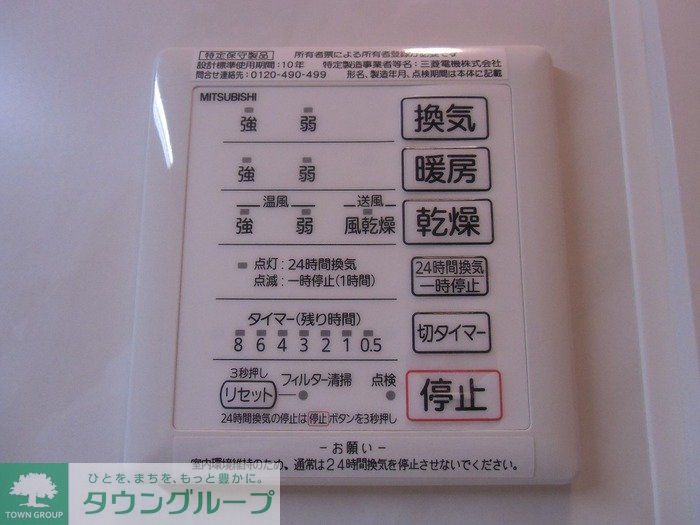 特定保守製品 所有者票による所有者登録が必要です
設計標準使用期間:10年 特定製造事業者等名:三菱電機株式会社
問合せ連絡先:0120-490-499 形名、製造年月、点検期間は本体に記載
MITSUBISHI
強 弱 換気
強 弱 暖房
温風 送風
強 弱 風乾燥 乾燥
点灯:24時間換気
点滅:一時停止(1時間)
24時間換気
一時停止
タイマー(残り時間)
8 6 4 3 2 1 0.5
切タイマー
3秒押し
リセット フィルター清掃 点検
停止
24時間換気の停止は停止ボタンを3秒押し
-お願い-
室内環境維持のため、通常は24時間換気を停止させないでください。
TOWN GROUP
ひとを、まちを、もっと豊かに。
タウングループ